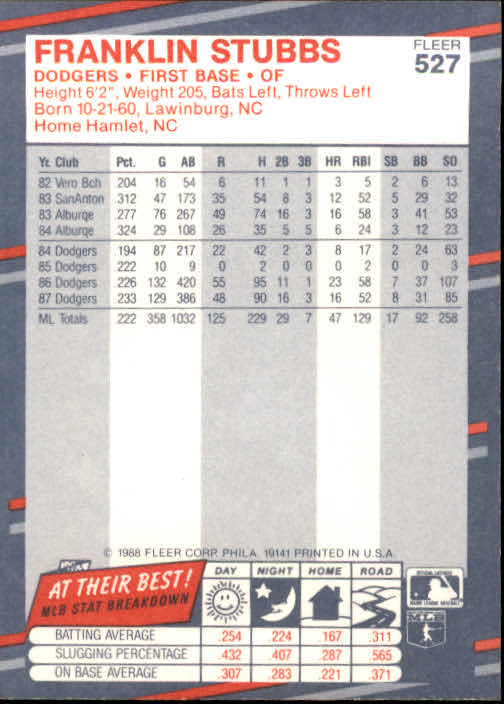 FRANKLIN STUBBS
FLEER
527
DODGERS • FIRST BASE • OF
Height 6'2", Weight 205, Bats Left, Throws Left
Born 10-21-60, Lawinburg, NC
Home Hamlet, NC
Yr. Club Pct. G AB R H 2B 3B HR RBI SB BB SO
82 Vero Bch .204 16 54 6 11 1 1 3 5 2 6 13
83 SanAnton .312 47 173 35 54 8 3 12 52 5 29 32
83 Alburqe .277 76 267 49 74 16 3 16 58 3 41 53
84 Alburqe .324 29 108 26 35 5 5 6 24 3 12 23
84 Dodgers .194 87 217 22 42 2 3 8 17 2 24 63
85 Dodgers .222 10 9 0 2 0 0 0 2 0 0 3
86 Dodgers .226 132 420 55 95 11 1 23 58 7 37 107
87 Dodgers .233 129 386 48 90 16 3 16 52 8 31 85
ML Totals .222 358 1032 125 229 29 7 47 129 17 92 258
© 1988 FLEER CORP. PHILA. 19141 PRINTED IN U.S.A.
AT THEIR BEST!
MLB STAT BREAKDOWN
DAY NIGHT HOME ROAD
BATTING AVERAGE .254 .224 .167 .311
SLUGGING PERCENTAGE .432 .407 .287 .565
ON BASE AVERAGE .307 .283 .221 .371
MAJOR LEAGUE BASEBALL